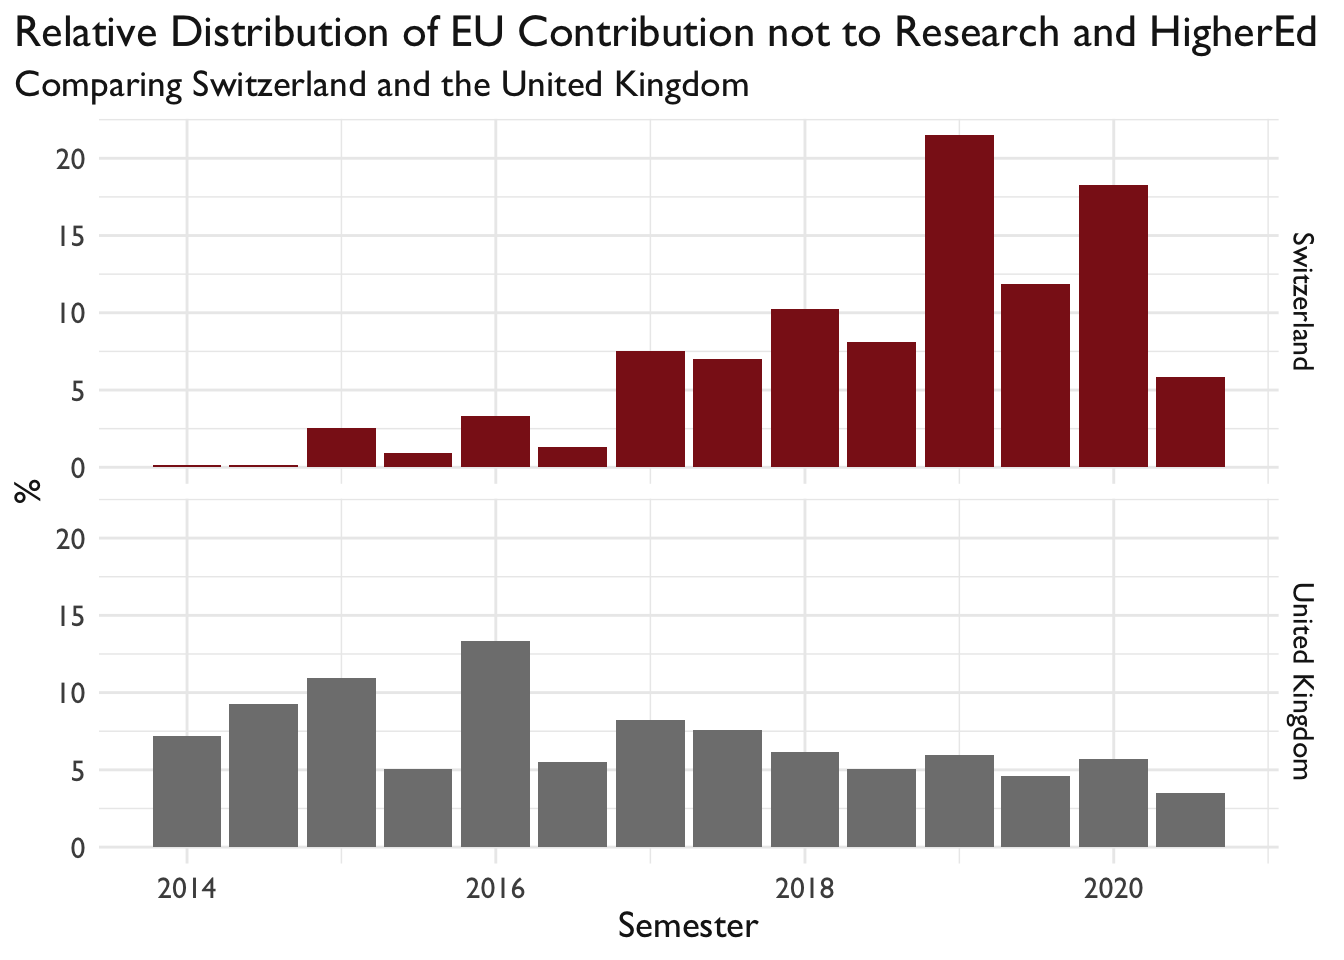 Relative Distribution of EU Contribution not to Research and HigherEd
Comparing Switzerland and the United Kingdom
20
15
10
5
0
Switzerland
%
20
15
10
5
0
United Kingdom
2014 2016 2018 2020
Semester